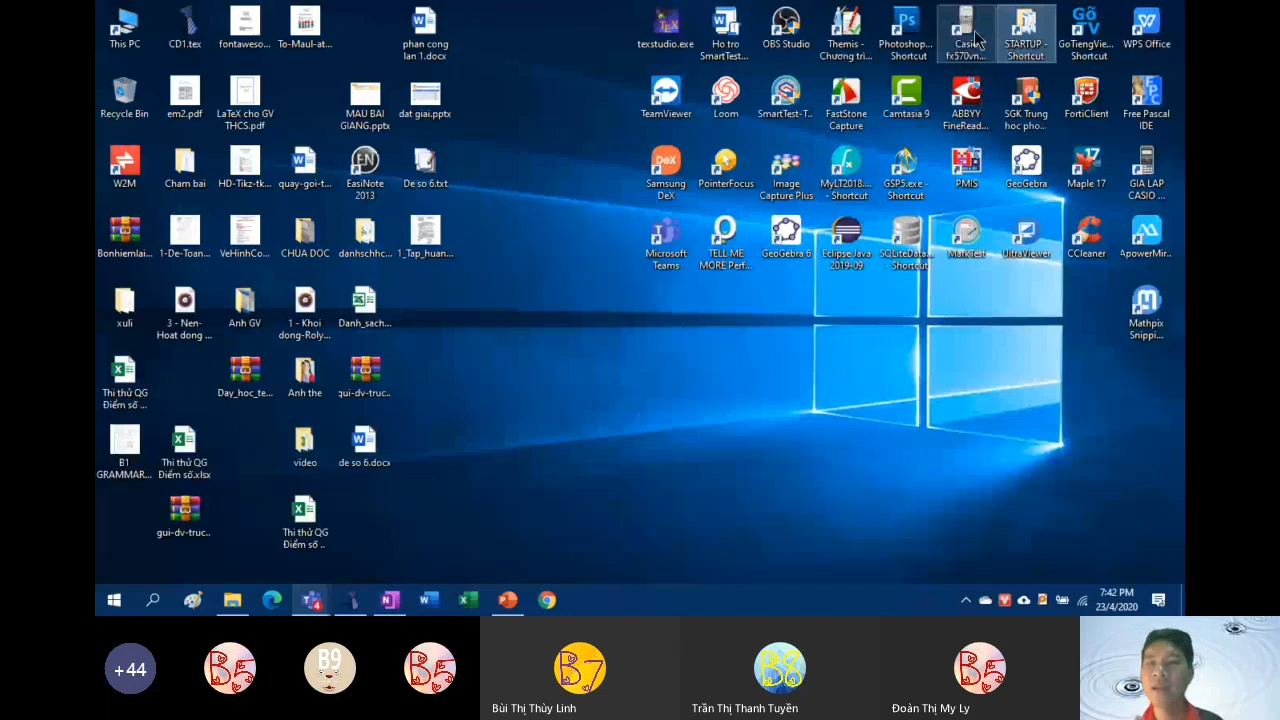 This PC
CD1.tex
fontaweso...
To-Maul-at...
phan cong
lan 1.docx
texstudio.exe
Ho tro
SmartTest...
OBS Studio
Themis -
Chương trì...
Photoshop...
Shortcut
Casio
fx570vn...
STARTUP -
Shortcut
GoTiengVie...
Shortcut
WPS Office
Recycle Bin
em2.pdf
LaTeX cho GV
THCS.pdf
MAU BAI
GIANG.pptx
dat giai.pptx
TeamViewer
Loom
SmartTest-T...
FastStone
Capture
Camtasia 9
ABBYY
FineRead...
SGK Trung
hoc pho...
FortiClient
Free Pascal
IDE
W2M
Cham bai
HD-Tikz-tk...
quay-goi-t...
EasiNote
2013
De so 6.txt
Samsung
DeX
PointerFocus
Image
Capture Plus
MyLT2018....
- Shortcut
GSP5.exe -
Shortcut
PMIS
GeoGebra
Maple 17
GIA LAP
CASIO ...
Bonhiemlai...
1-De-Toan...
VeHinhCo...
CHUA DOC
danhschhc...
1_Tap_huan...
Microsoft
Teams
TELL ME
MORE Perf...
GeoGebra 6
Eclipse Java
2019-09
SQLiteData...
- Shortcut
MarkTest
UltraViewer
CCleaner
ApowerMir...
xuli
3 - Nen-
Hoat dong ...
Anh GV
1 - Khoi
dong-Roly...
Danh_sach...
Mathpix
Snippi...
Thi thử QG
Điểm số ...
Day_hoc_te...
Anh the
gui-dv-truc...
B1
GRAMMAR...
Thi thử QG
Điểm số.xlsx
video
de so 6.docx
gui-dv-truc...
Thi thử QG
Điểm số ...
7:42 PM
23/4/2020
+44
B5
B9
B5
B7
B8
B5
Bùi Thị Thùy Linh
Trần Thị Thanh Tuyền
Đoàn Thị My Ly